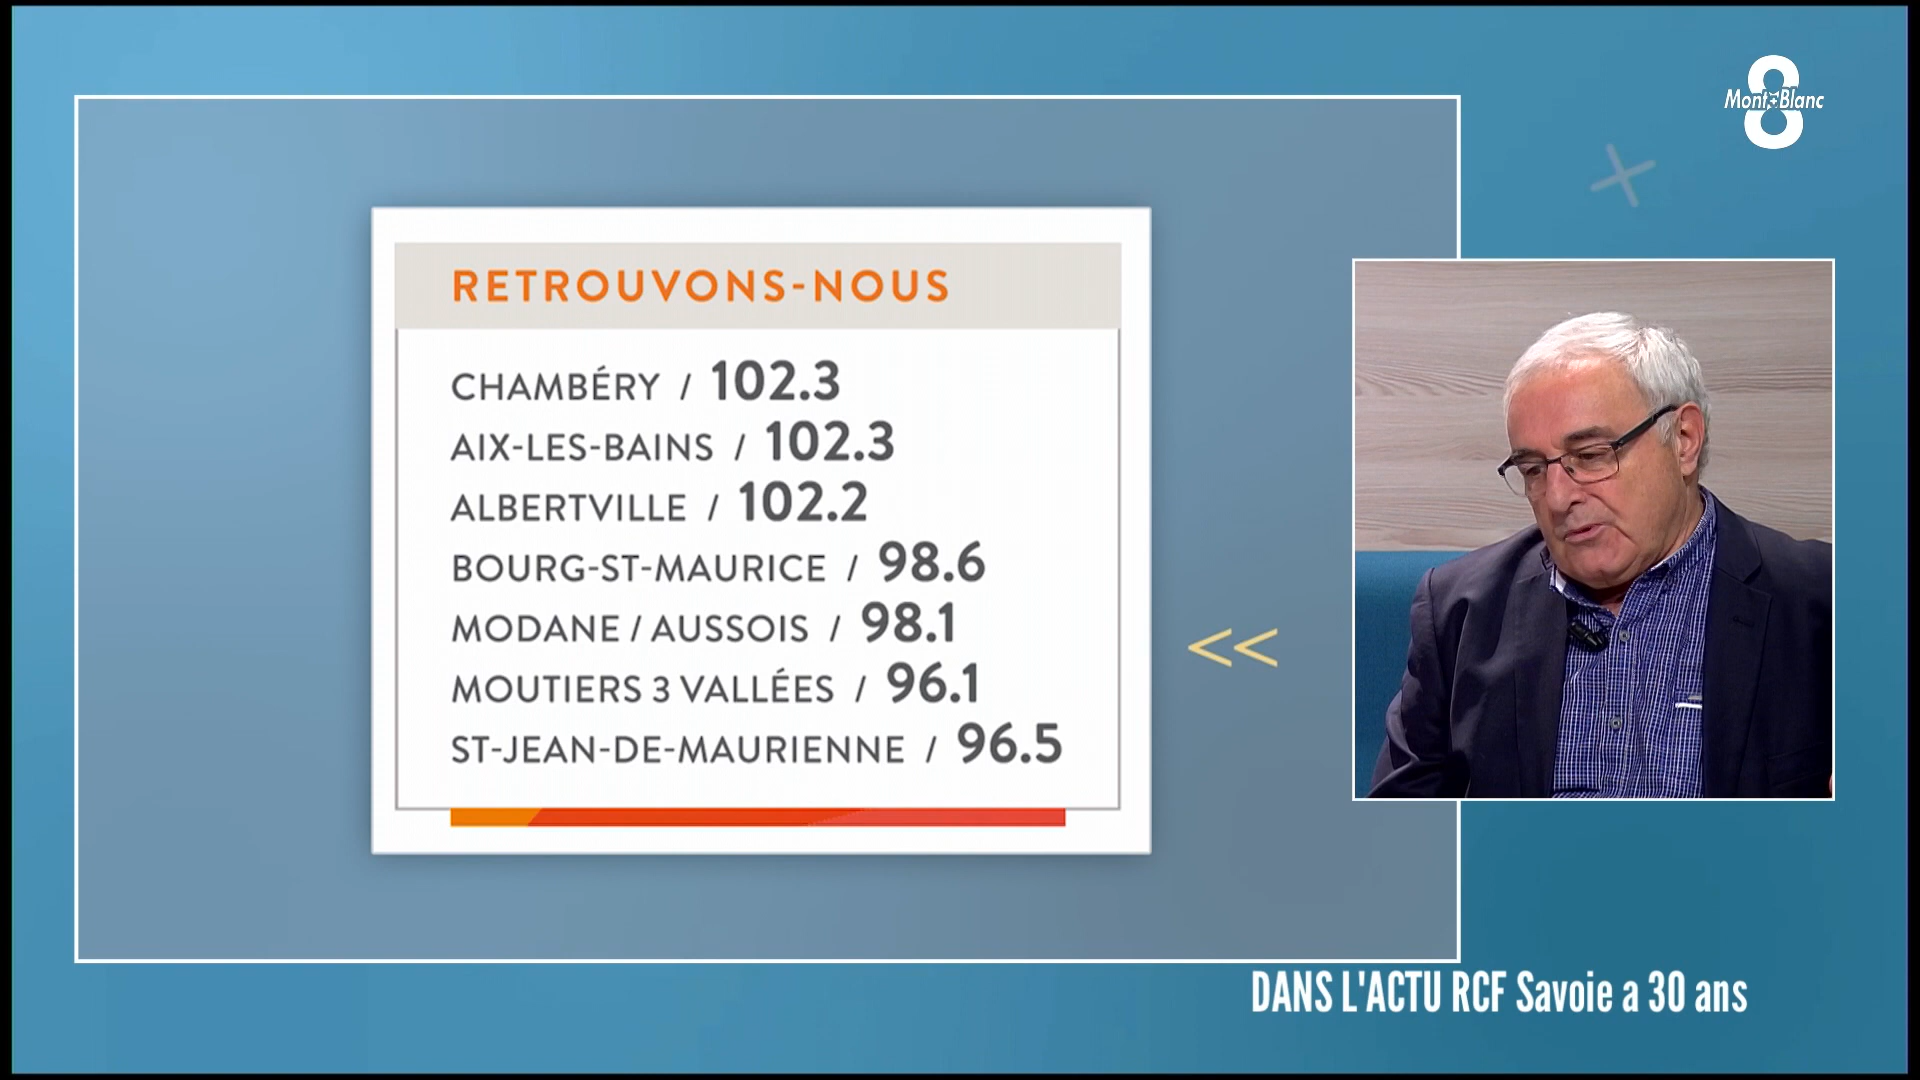 8
Mont Blanc
RETROUVONS-NOUS
CHAMBÉRY / 102.3
AIX-LES-BAINS / 102.3
ALBERTVILLE / 102.2
BOURG-ST-MAURICE / 98.6
MODANE / AUSSOIS / 98.1
MOUTIERS 3 VALLÉES / 96.1
ST-JEAN-DE-MAURIENNE / 96.5
<<
DANS L'ACTU RCF Savoie a 30 ans